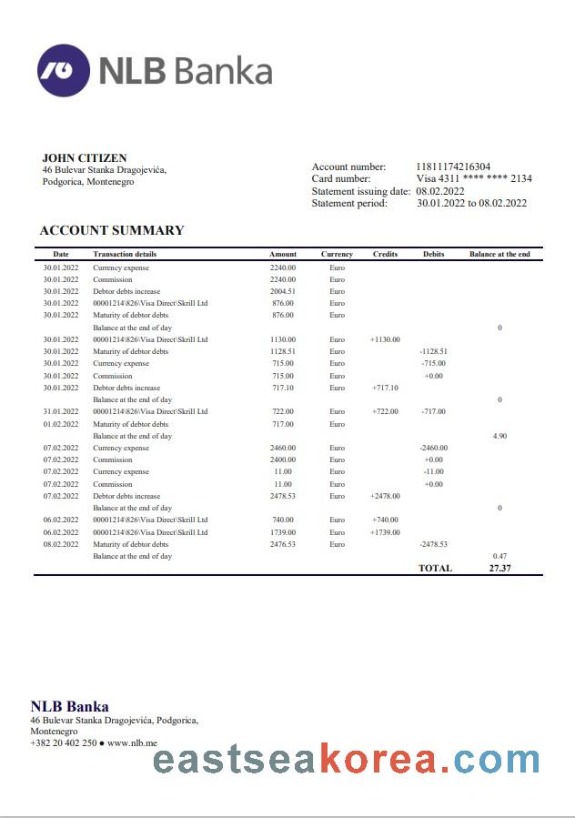 NLB Banka
JOHN CITIZEN
46 Bulevar Stanka Dragojevića,
Podgorica, Montenegro
Account number: 11811174216304
Card number: Visa 4311 **** **** 2134
Statement issuing date: 08.02.2022
Statement period: 30.01.2022 to 08.02.2022
ACCOUNT SUMMARY
Date Transaction details Amount Currency Credits Debits Balance at the end
30.01.2022 Currency expense 2240.00 Euro
30.01.2022 Commission 2240.00 Euro
30.01.2022 Debtor debts increase 2004.51 Euro
30.01.2022 00001214\826\Visa Direct\Skrill Ltd 876.00 Euro
30.01.2022 Maturity of debtor debts 876.00 Euro
Balance at the end of day 0
30.01.2022 00001214\826\Visa Direct\Skrill Ltd 1130.00 Euro +1130.00
30.01.2022 Maturity of debtor debts 1128.51 Euro -1128.51
30.01.2022 Currency expense 715.00 Euro -715.00
30.01.2022 Commission 715.00 Euro +0.00
30.01.2022 Debtor debts increase 717.10 Euro +717.10
Balance at the end of day 0
31.01.2022 00001214\826\Visa Direct\Skrill Ltd 722.00 Euro +722.00 -717.00
01.02.2022 Maturity of debtor debts 717.00 Euro
Balance at the end of day 4.90
07.02.2022 Currency expense 2460.00 Euro -2460.00
07.02.2022 Commission 2400.00 Euro +0.00
07.02.2022 Currency expense 11.00 Euro -11.00
07.02.2022 Commission 11.00 Euro +0.00
07.02.2022 Debtor debts increase 2478.53 Euro +2478.00
Balance at the end of day 0
06.02.2022 00001214\826\Visa Direct\Skrill Ltd 740.00 Euro +740.00
06.02.2022 00001214\826\Visa Direct\Skrill Ltd 1739.00 Euro +1739.00
08.02.2022 Maturity of debtor debts 2476.53 Euro -2478.53
Balance at the end of day 0.47
TOTAL 27.37
NLB Banka
46 Bulevar Stanka Dragojevića, Podgorica,
Montenegro
+382 20 402 250 ● www.nlb.me
eastseakorea.com